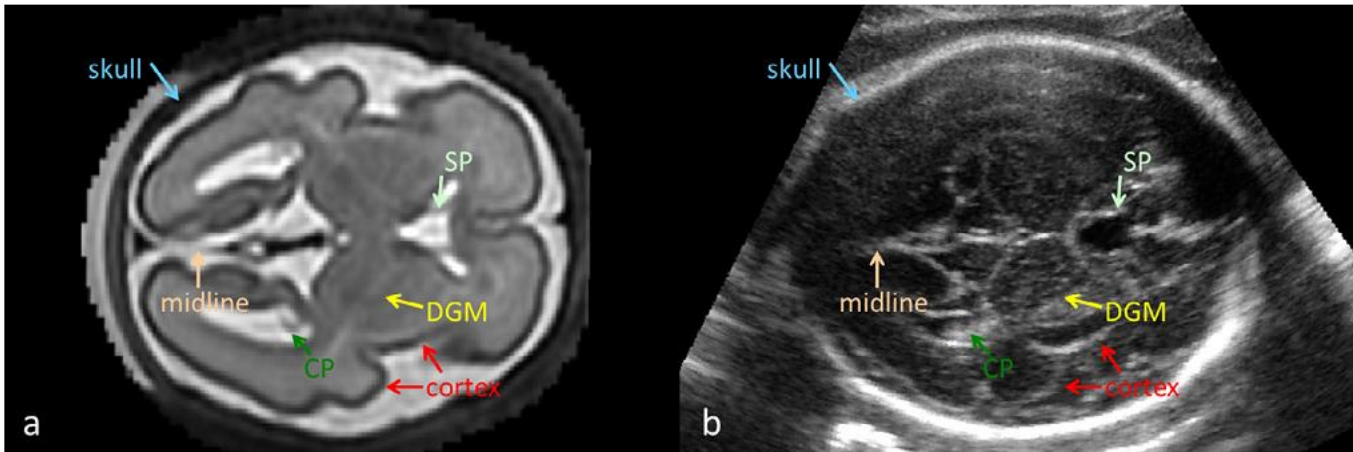 skull
SP
midline
DGM
CP
cortex
a
skull
SP
midline
DGM
CP
cortex
b